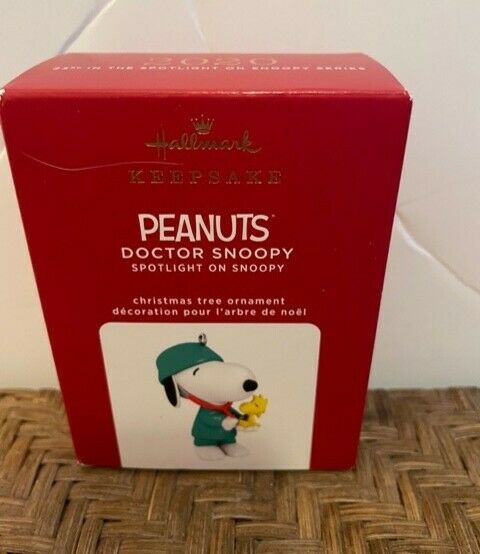 2020
23RD IN THE SPOTLIGHT ON SNOOPY SERIES
Hallmark
KEEPSAKE
PEANUTS™
DOCTOR SNOOPY
SPOTLIGHT ON SNOOPY
christmas tree ornament
décoration pour l'arbre de noël